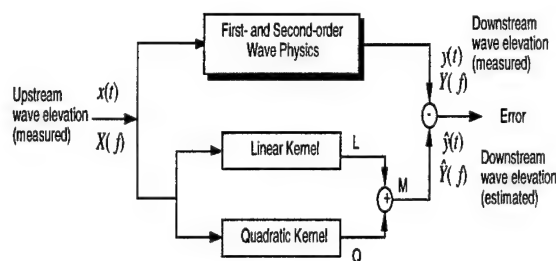 First- and Second-order
Wave Physics
Downstream
wave elevation
(measured)
y(t)
Y(f)
Upstream
wave elevation
(measured)
x(t)
X(f)
-
Error
Linear Kernel
L
ŷ(t)
Ŷ(f)
Downstream
wave elevation
(estimated)
+
M
Quadratic Kernel
Q